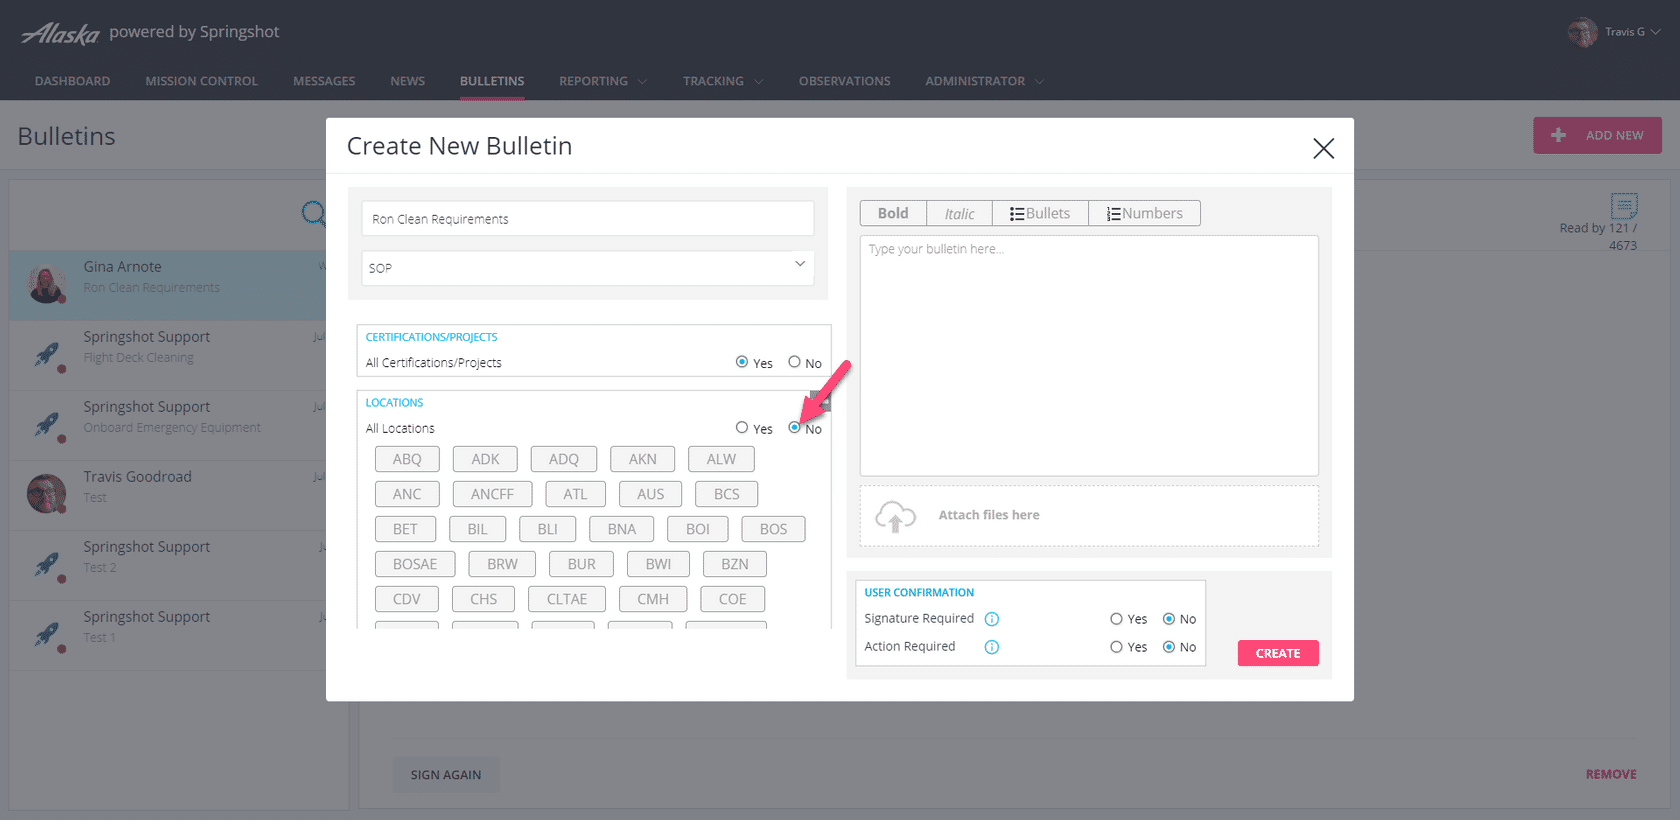 Alaska powered by Springshot
Travis G
DASHBOARD MISSION CONTROL MESSAGES NEWS BULLETINS REPORTING TRACKING OBSERVATIONS ADMINISTRATOR
Bulletins
ADD NEW
Gina Arnote
Ron Clean Requirements
Springshot Support
Flight Deck Cleaning
Springshot Support
Onboard Emergency Equipment
Travis Goodroad
Test
Springshot Support
Test 2
Springshot Support
Test 1
Create New Bulletin
Ron Clean Requirements
SOP
CERTIFICATIONS/PROJECTS
All Certifications/Projects Yes No
LOCATIONS
All Locations Yes No
ABQ ADK ADQ AKN ALW
ANC ANCFF ATL AUS BCS
BET BIL BLI BNA BOI BOS
BOSAE BRW BUR BWI BZN
CDV CHS CLTAE CMH COE
Bold Italic Bullets Numbers
Type your bulletin here...
Attach files here
USER CONFIRMATION
Signature Required Yes No
Action Required Yes No
CREATE
Read by 121 /
4673
SIGN AGAIN
REMOVE